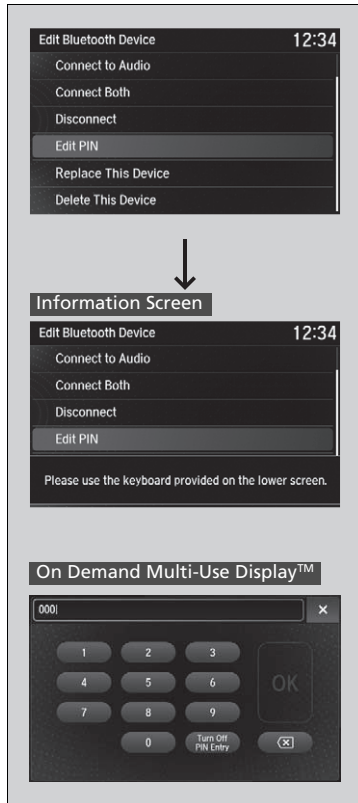 Edit Bluetooth Device 12:34
Connect to Audio
Connect Both
Disconnect
Edit PIN
Replace This Device
Delete This Device
Information Screen
Edit Bluetooth Device 12:34
Connect to Audio
Connect Both
Disconnect
Edit PIN
Please use the keyboard provided on the lower screen.
On Demand Multi-Use Display™
000
1 2 3
4 5 6 OK
7 8 9
0 Turn Off
PIN Entry